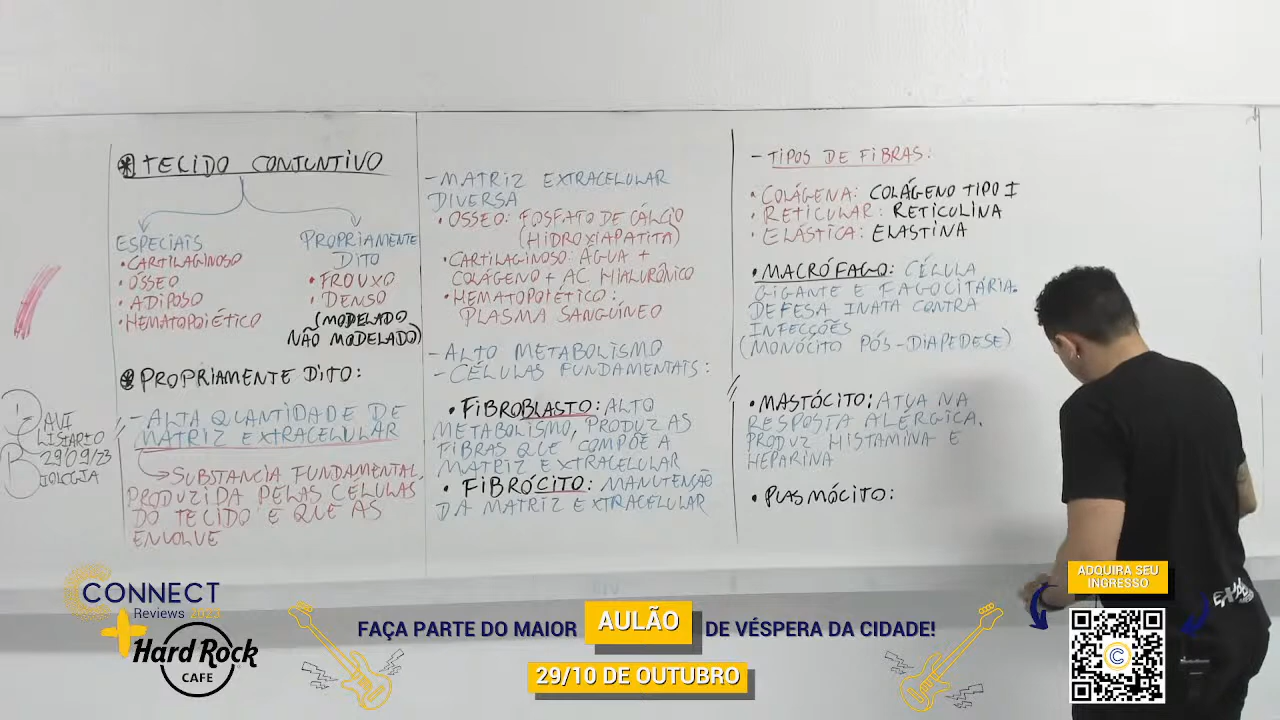 * TECIDO CONJUNTIVO
ESPECIAIS
• CARTILAGINOSO
• OSSEO
• ADIPOSO
• HEMATOPOIÉTICO
PROPRIAMENTE
DITO
• FROUXO
• DENSO
(MODELADO
NÃO MODELADO)
* PROPRIAMENTE DITO:
- ALTA QUANTIDADE DE
MATRIZ EXTRACELULAR
→ SUBSTANCIA FUNDAMENTAL,
PRODUZIDA PELAS CÉLULAS
DO TECIDO E QUE AS
ENVOLVE
DAVI
LISTARTO
29/09/23
BIOLOGIA
- MATRIZ EXTRACELULAR
DIVERSA
• OSSEO: FOSFATO DE CÁLCIO
(HIDROXIAPATITA)
• CARTILAGINOSO: ÁGUA +
COLÁGENO + AC. HIALURÔNICO
• HEMATOPOIÉTICO:
PLASMA SANGUÍNEO
- ALTO METABOLISMO
- CÉLULAS FUNDAMENTAIS:
• FIBROBLASTO: ALTO
METABOLISMO, PRODUZ AS
FIBRAS QUE COMPÕE A
MATRIZ EXTRACELULAR
• FIBRÓCITO: MANUTENÇÃO
DA MATRIZ EXTRACELULAR
- TIPOS DE FIBRAS:
• COLÁGENA: COLÁGENO TIPO I
• RETICULAR: RETICULINA
• ELÁSTICA: ELASTINA
• MACRÓFAGO: CÉLULA
GIGANTE E FAGOCITÁRIA.
DEFESA INATA CONTRA
INFECÇÕES
(MONÓCITO PÓS-DIAPEDESE)
• MASTÓCITO: ATUA NA
RESPOSTA ALÉRGICA.
PRODUZ HISTAMINA E
HEPARINA
• PLASMÓCITO:
CONNECT
Reviews 2023
+ Hard Rock
CAFE
FAÇA PARTE DO MAIOR AULÃO DE VÉSPERA DA CIDADE!
29/10 DE OUTUBRO
ADQUIRA SEU
INGRESSO